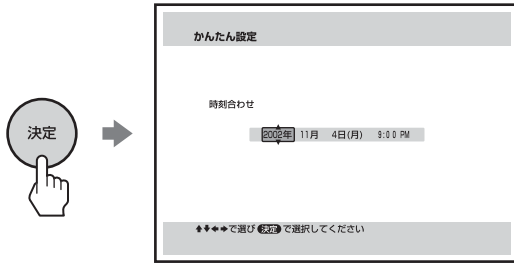 決定
かんたん設定
時刻合わせ
2002年 11月 4日(月) 9:00 PM
で選び 決定 で選択してください